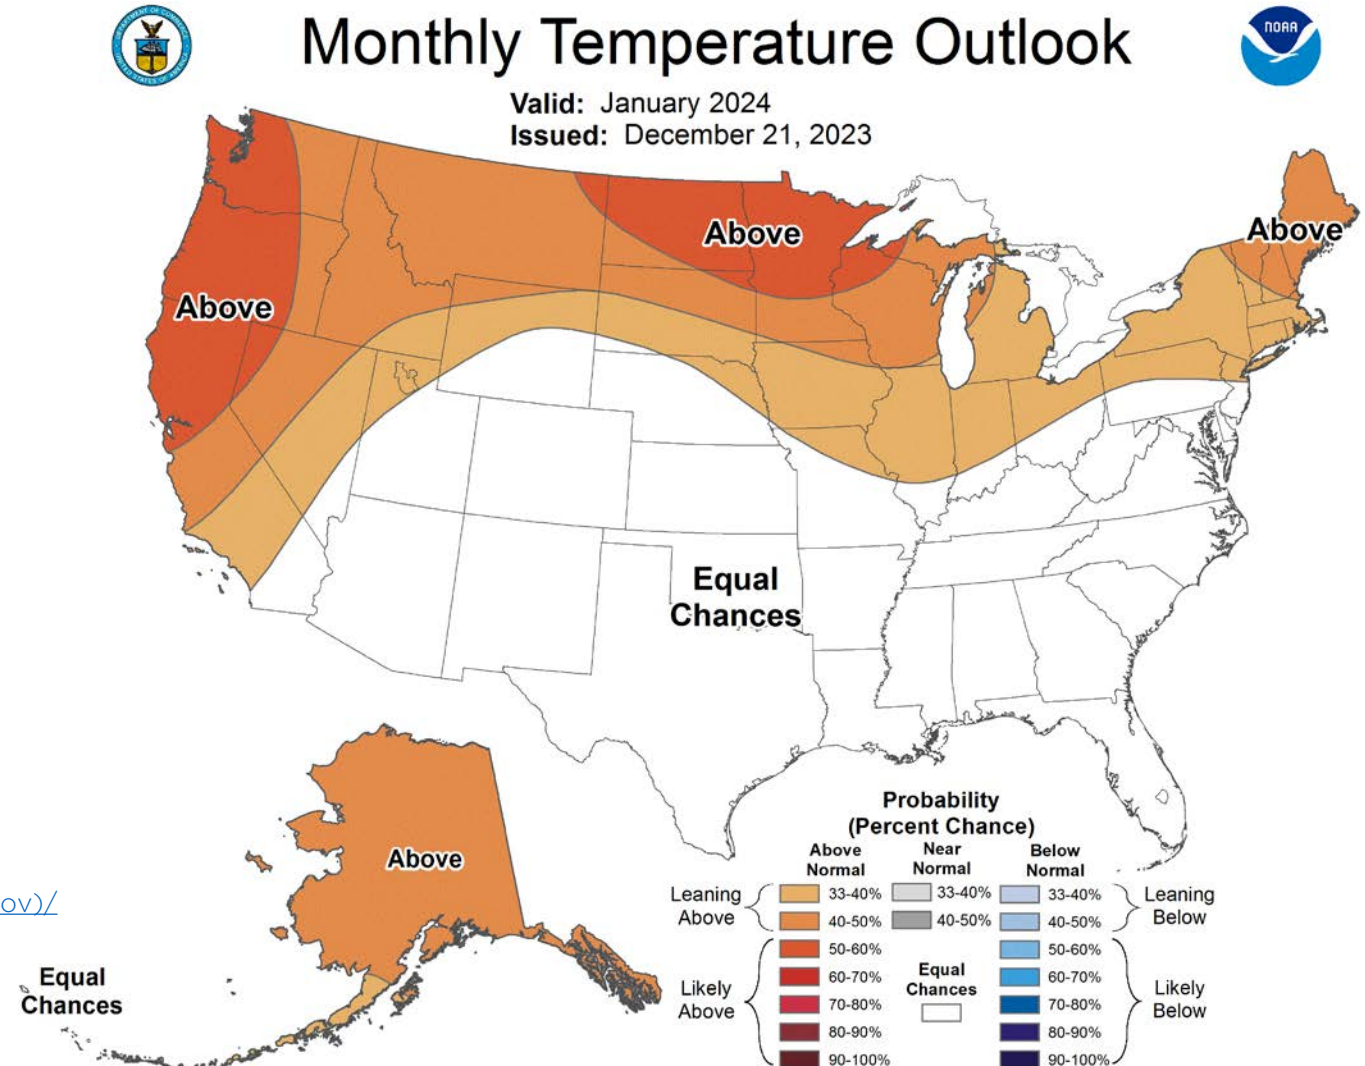 Monthly Temperature Outlook
NOAA
Valid: January 2024
Issued: December 21, 2023
Above
Above
Above
Equal
Chances
Above
ov)/
Equal
Chances
Probability
(Percent Chance)
Above
Normal
Near
Normal
Below
Normal
Leaning
Above
33-40%
40-50%
33-40%
40-50%
33-40%
40-50%
Leaning
Below
Likely
Above
50-60%
60-70%
70-80%
80-90%
90-100%
Equal
Chances
50-60%
60-70%
70-80%
80-90%
90-100%
Likely
Below